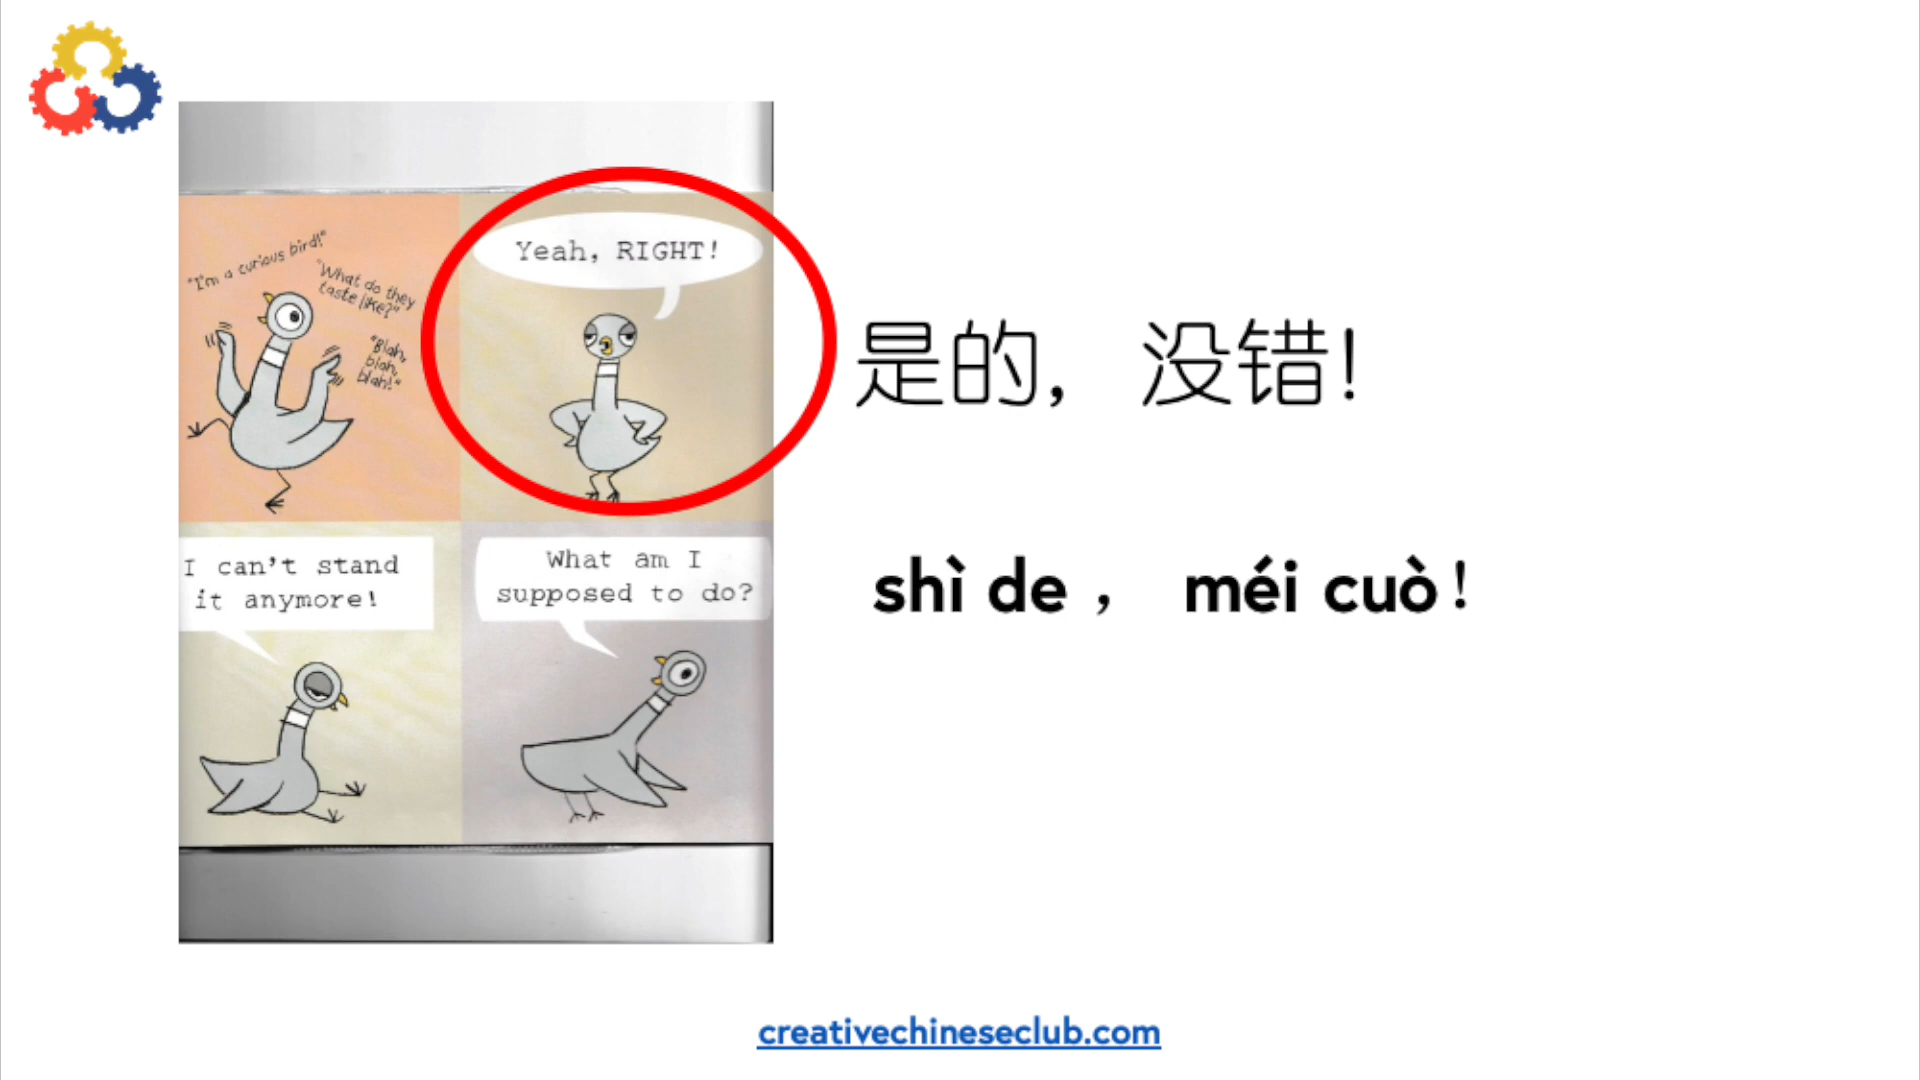 "I'm a curious bird!"
"What do they
taste like?"
"Blah,
blah,
blah!"
Yeah, RIGHT!
I can't stand
it anymore!
What am I
supposed to do?
是的，没错！
shì de ， méi cuò！
creativechineseclub.com